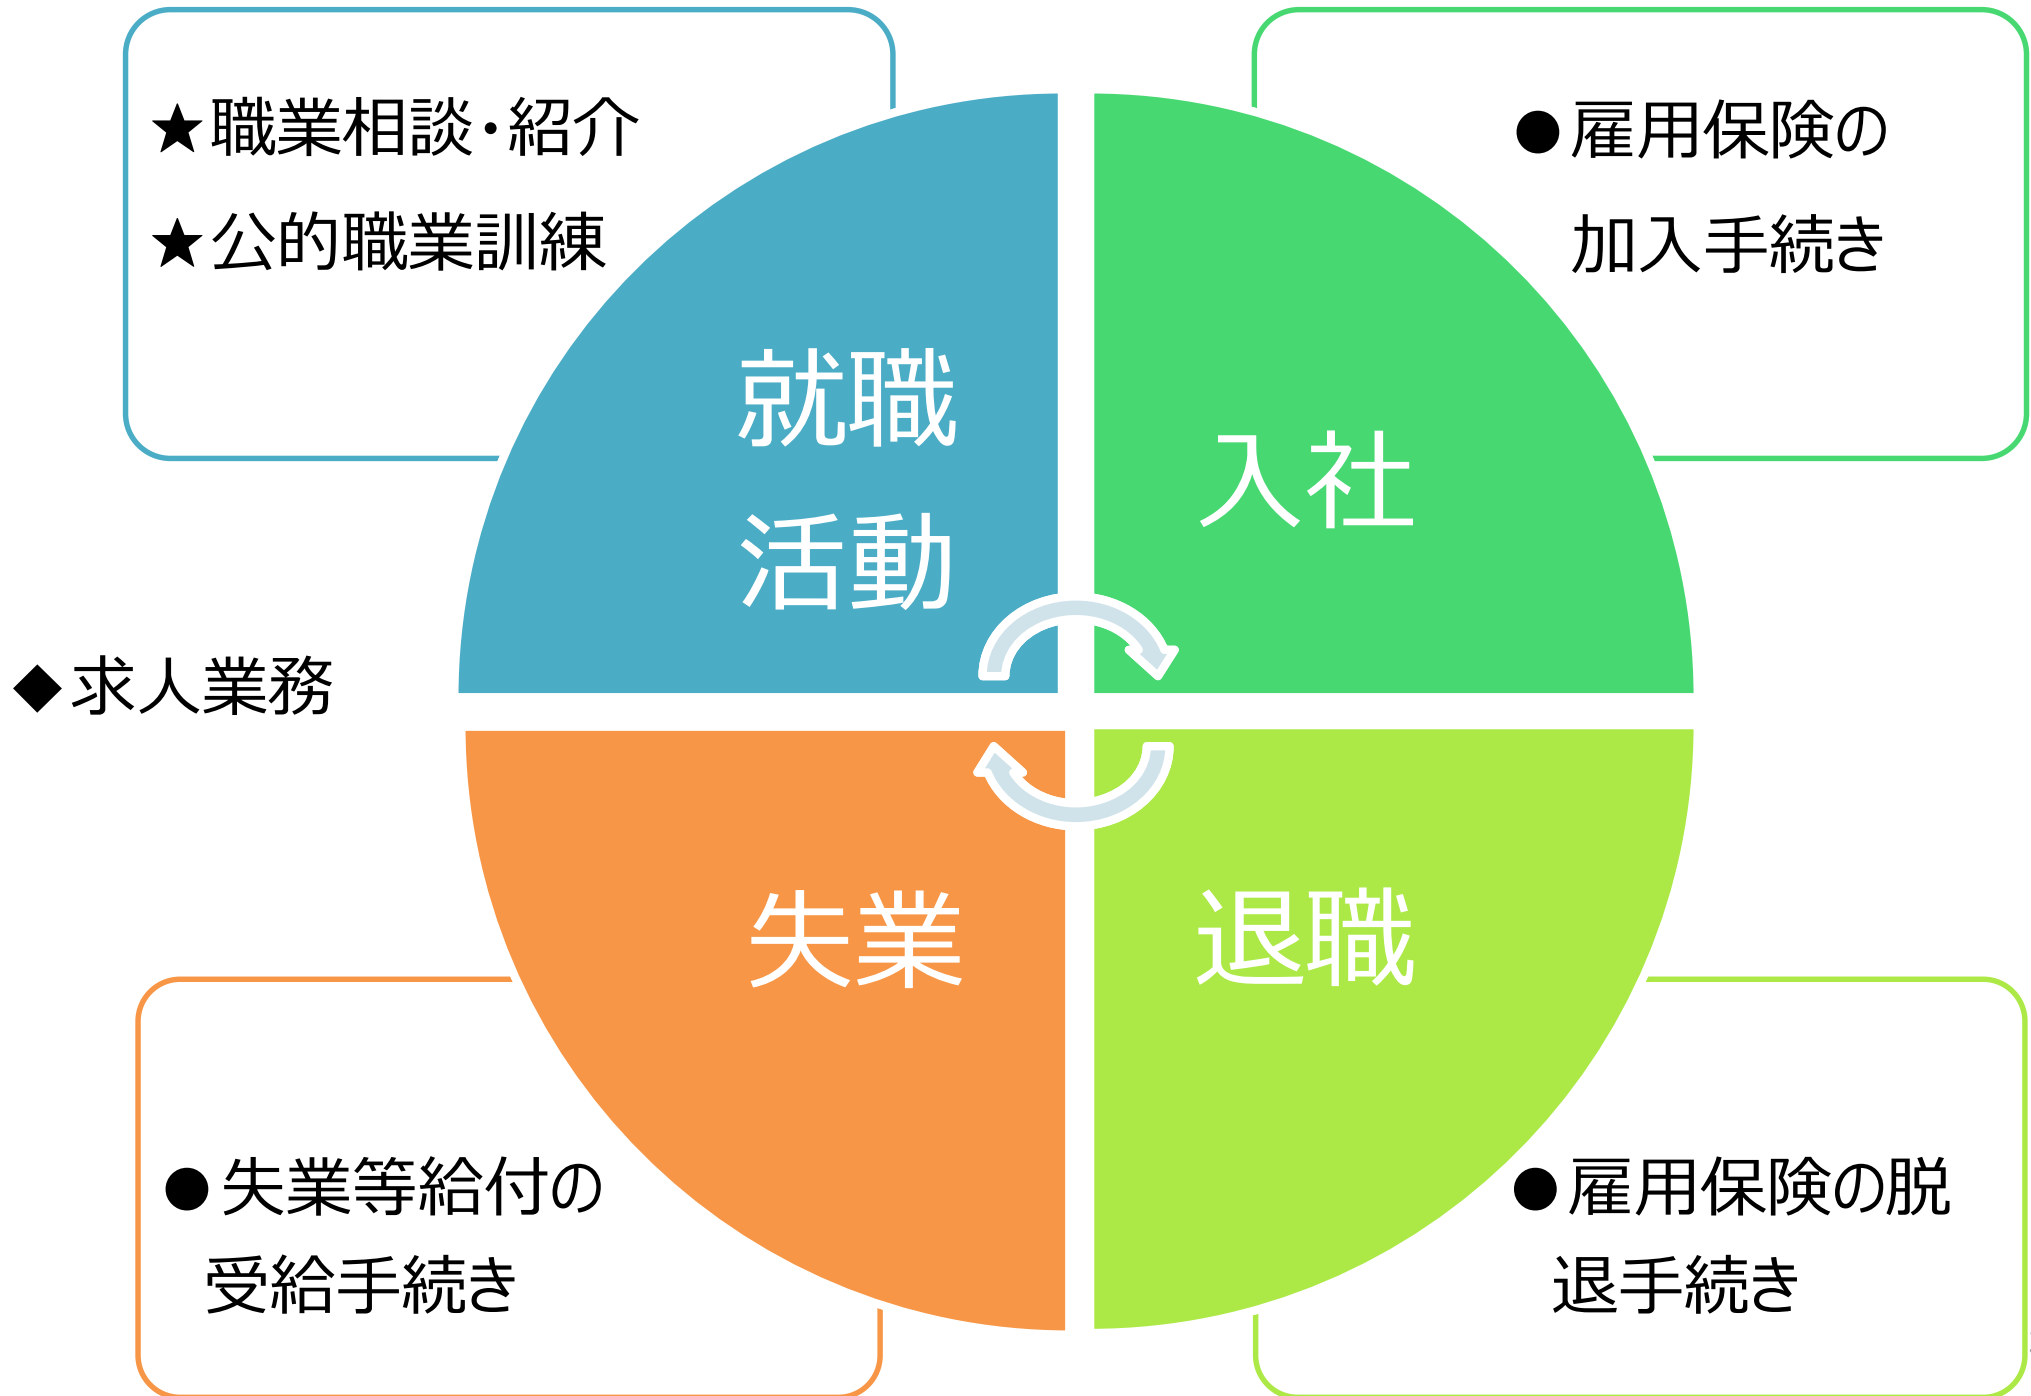 ★職業相談・紹介
★公的職業訓練
●雇用保険の
加入手続き
就職
活動
入社
◆求人業務
失業
退職
●失業等給付の
受給手続き
●雇用保険の脱
退手続き